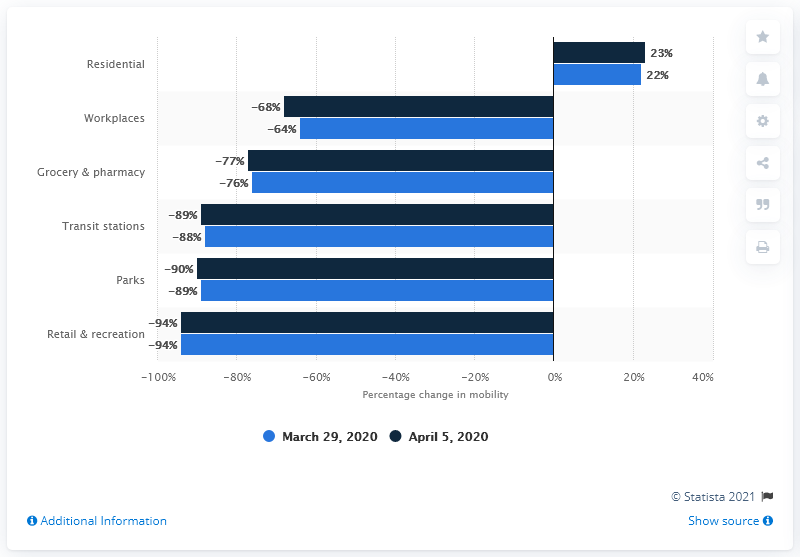 Residential
23%
22%
Workplaces
−68%
−64%
Grocery & pharmacy
−77%
−76%
Transit stations
−89%
−88%
Parks
−90%
−89%
Retail & recreation
−94%
−94%
−100% −80% −60% −40% −20% 0% 20% 40%
Percentage change in mobility
March 29, 2020 April 5, 2020
© Statista 2021
Additional Information Show source